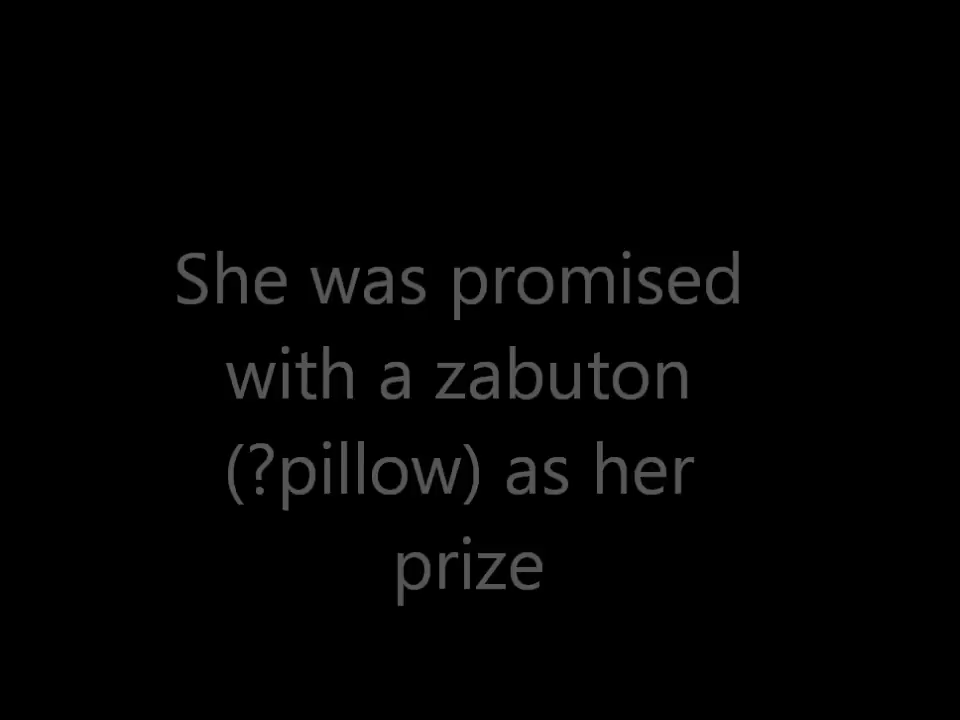 She was promised
with a zabuton
(?pillow) as her
prize